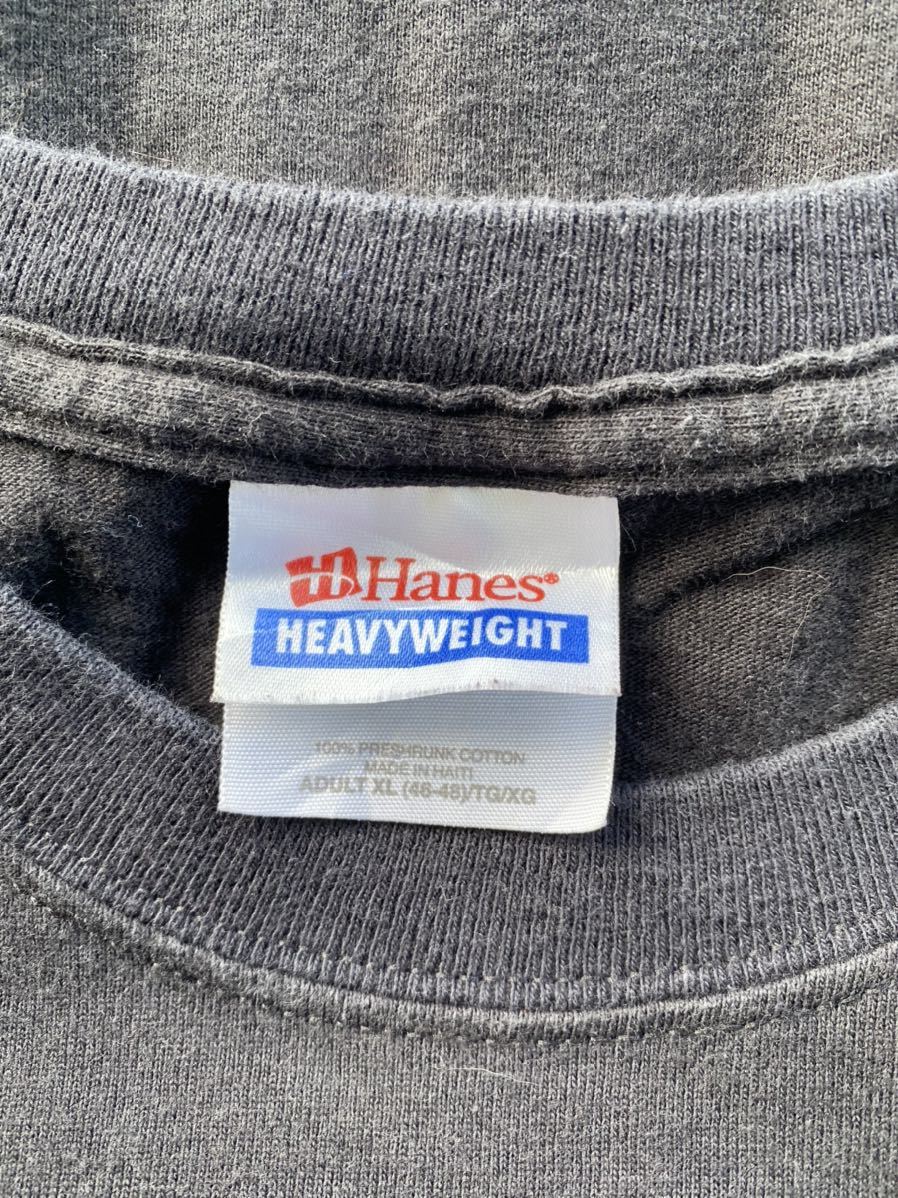 Hanes®
HEAVYWEIGHT
100% PRESHRUNK COTTON
MADE IN HAITI
ADULT XL (46-48)/TG/XG